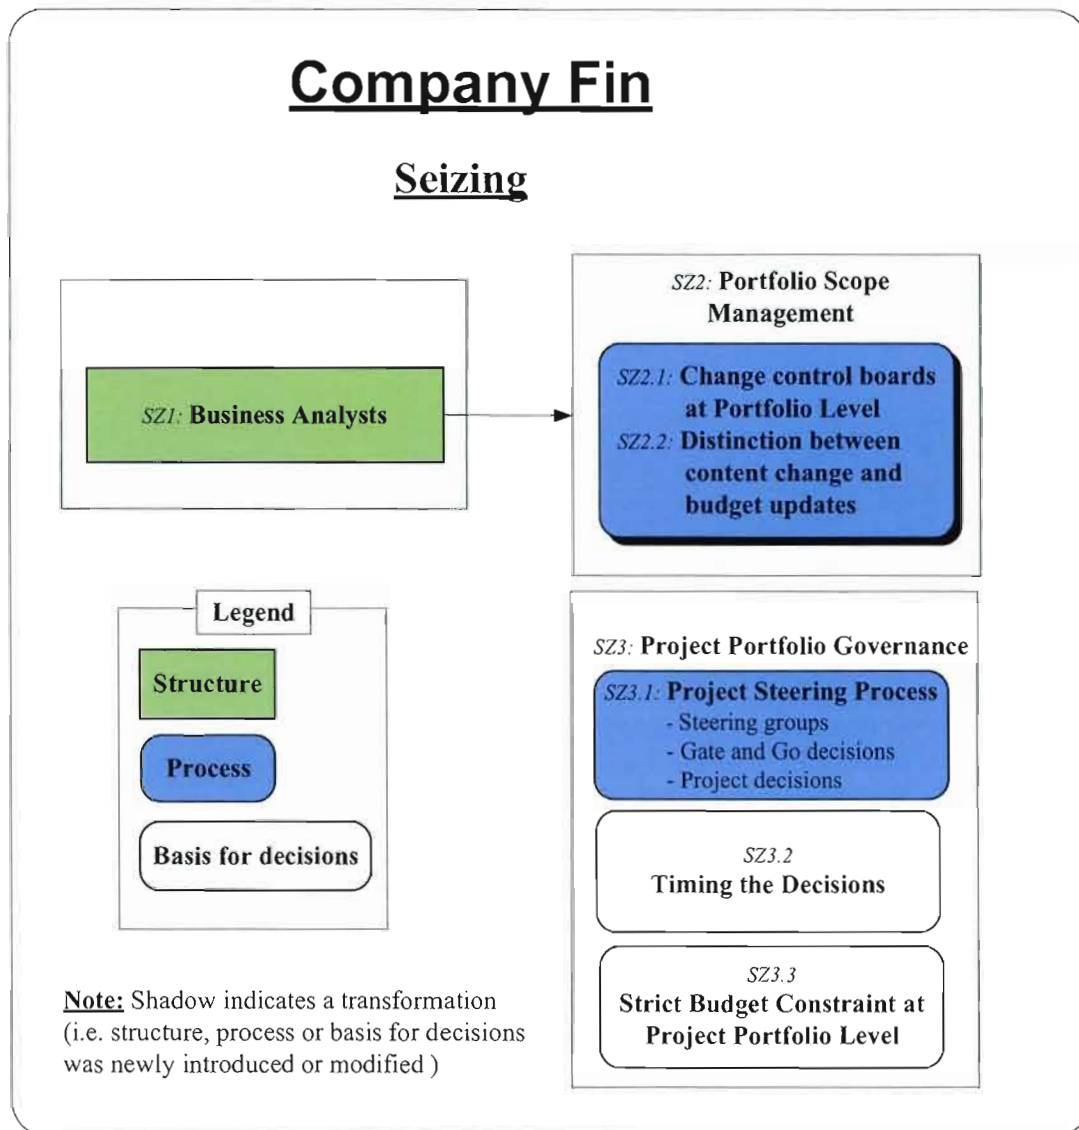 Company Fin
Seizing
SZ1: Business Analysts
SZ2: Portfolio Scope
Management
SZ2.1: Change control boards
at Portfolio Level
SZ2.2: Distinction between
content change and
budget updates
Legend
Structure
Process
Basis for decisions
SZ3: Project Portfolio Governance
SZ3.1: Project Steering Process
- Steering groups
- Gate and Go decisions
- Project decisions
SZ3.2
Timing the Decisions
SZ3.3
Strict Budget Constraint at
Project Portfolio Level
Note: Shadow indicates a transformation
(i.e. structure, process or basis for decisions
was newly introduced or modified )